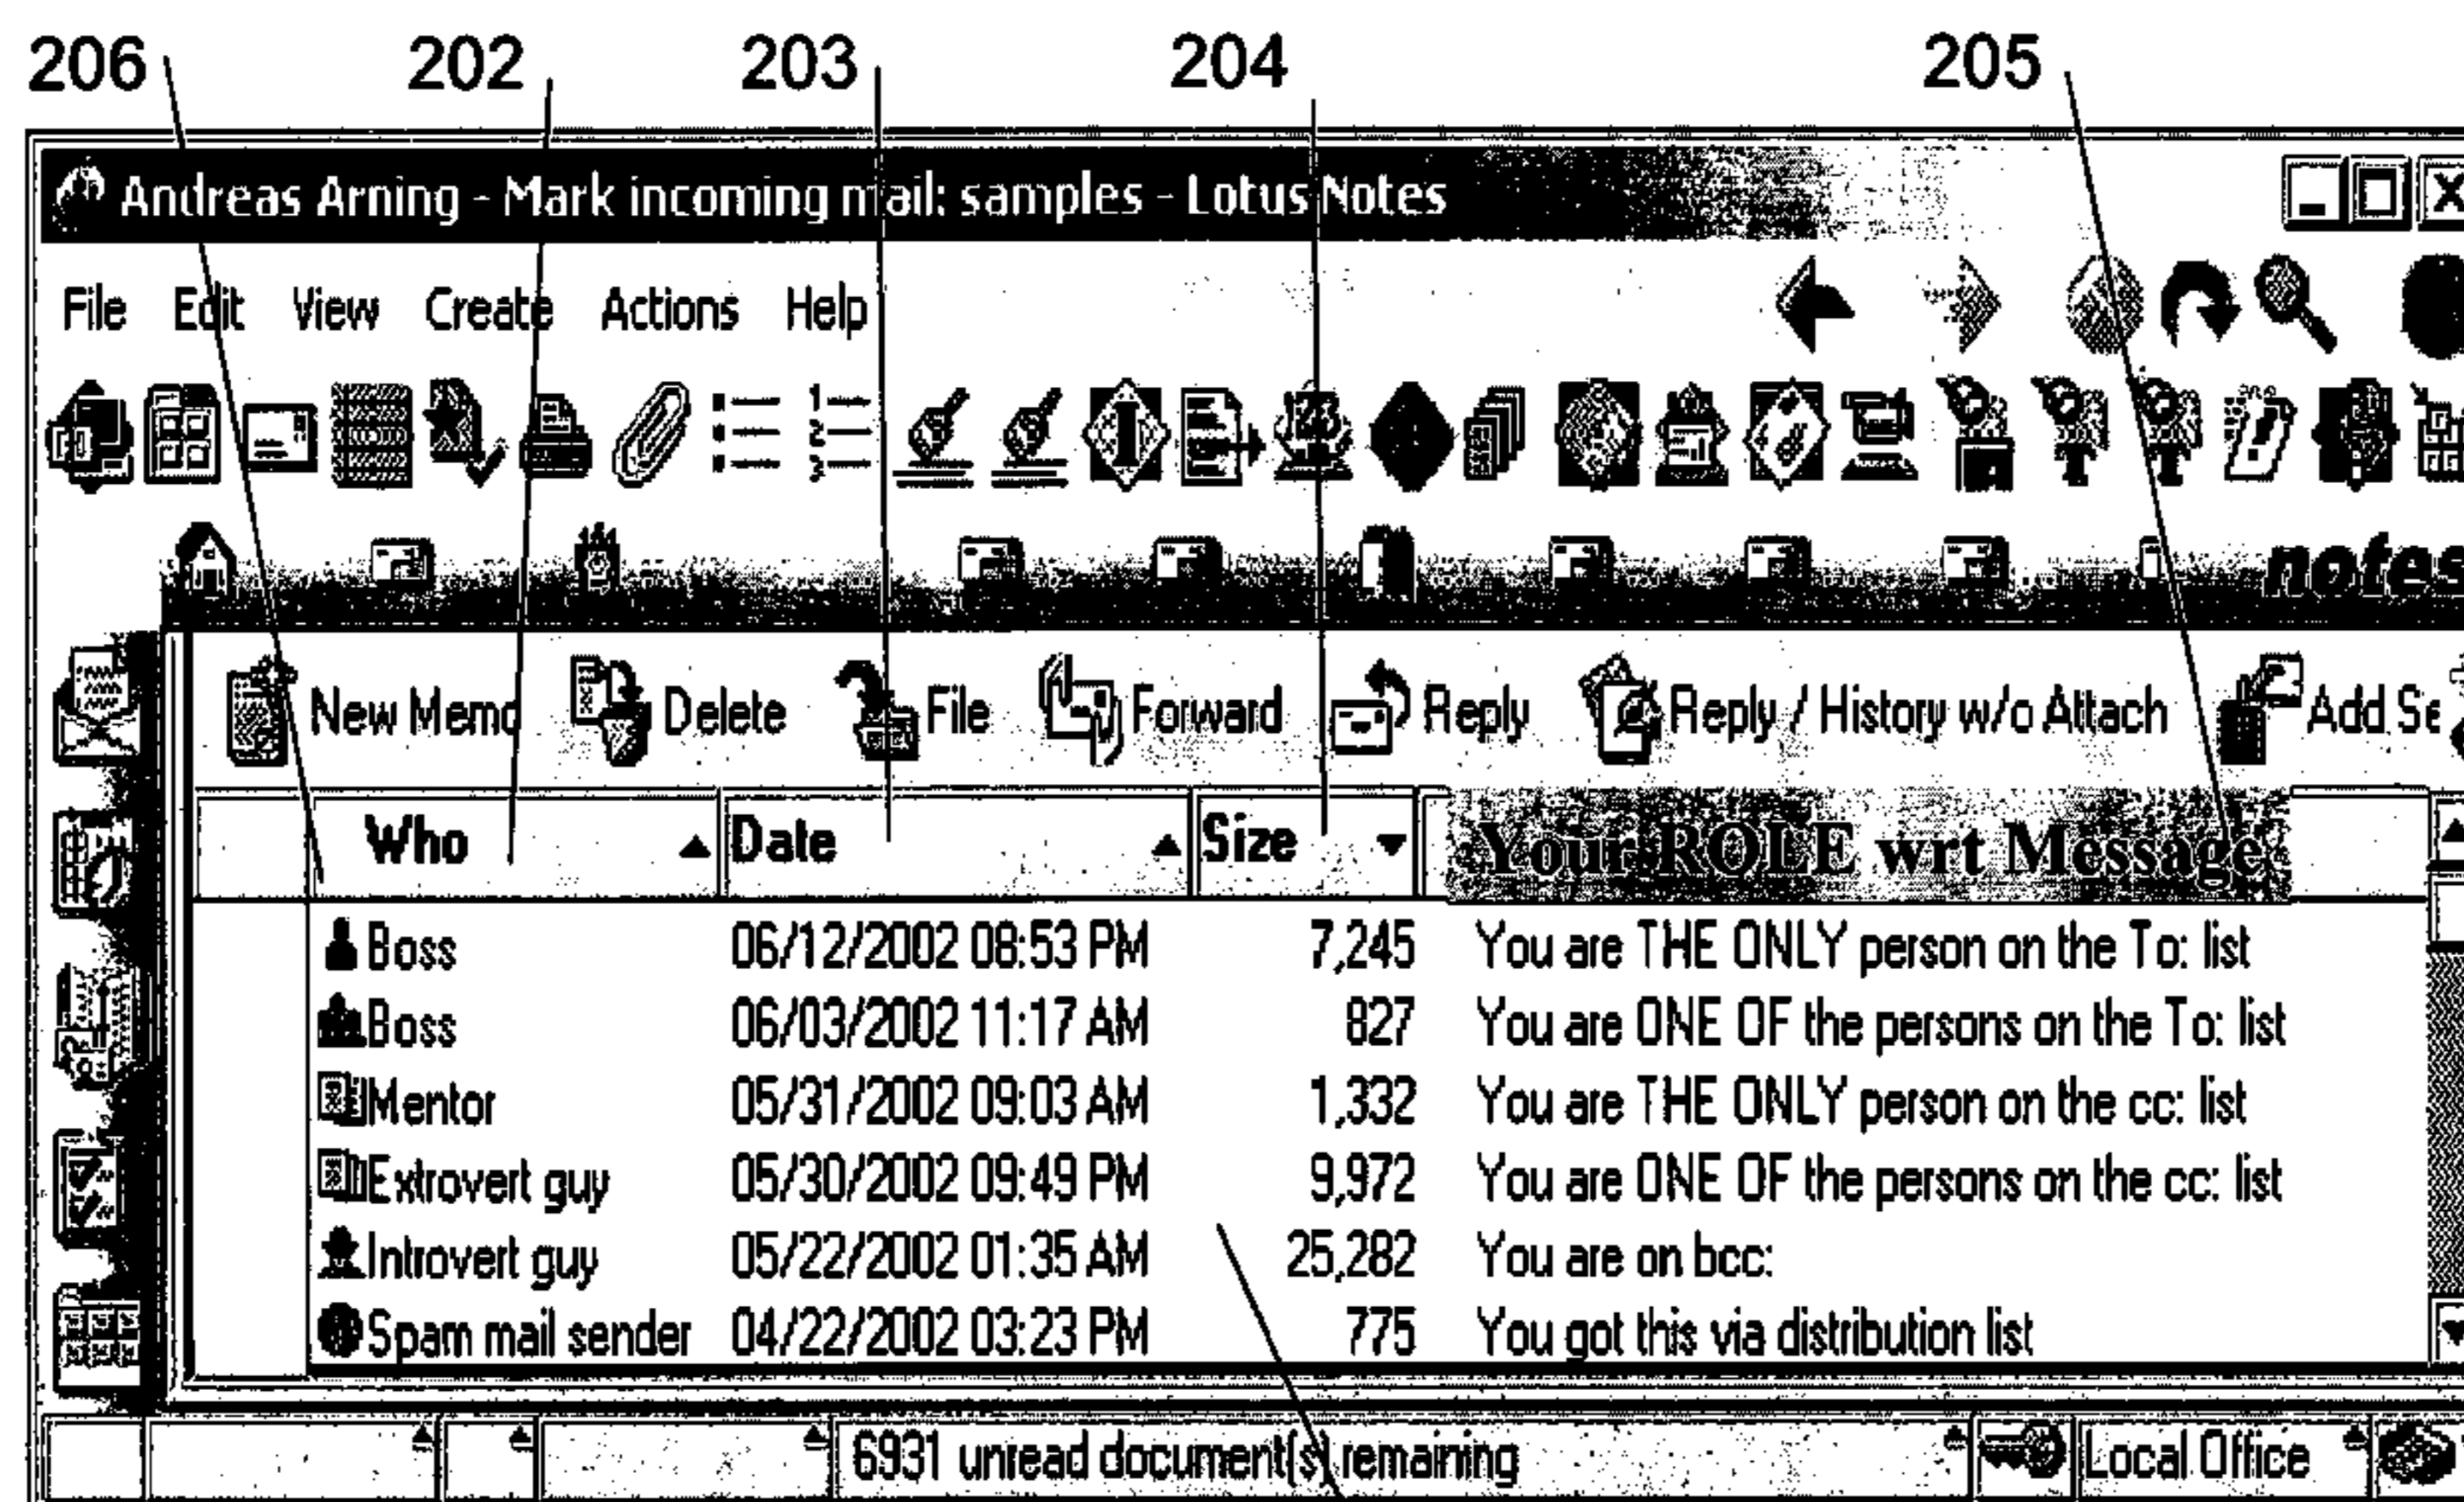 206 202 203 204 205
Andreas Arning - Mark incoming mail: samples - Lotus Notes
File Edit View Create Actions Help
notes
New Memo Delete File Forward Reply Reply / History w/o Attach Add Se
Who Date Size Your ROLE wrt Message
Boss 06/12/2002 08:53 PM 7,245 You are THE ONLY person on the To: list
Boss 06/03/2002 11:17 AM 827 You are ONE OF the persons on the To: list
Mentor 05/31/2002 09:03 AM 1,332 You are THE ONLY person on the cc: list
Extrovert guy 05/30/2002 09:49 PM 9,972 You are ONE OF the persons on the cc: list
Introvert guy 05/22/2002 01:35 AM 25,282 You are on bcc:
Spam mail sender 04/22/2002 03:23 PM 775 You got this via distribution list
6931 unread document(s) remaining Local Office